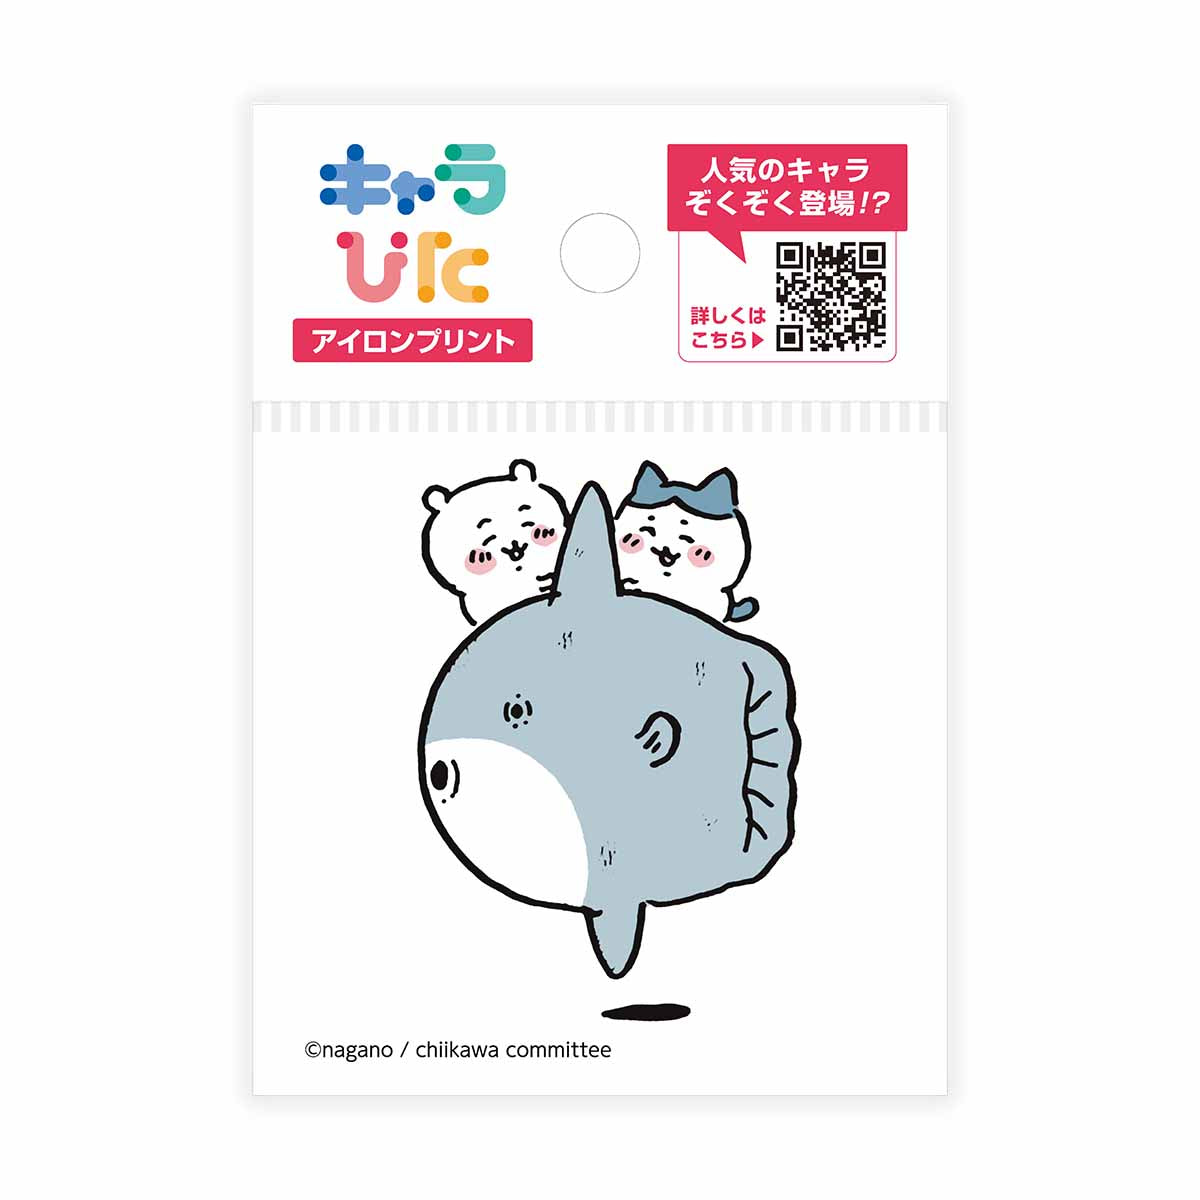 キャラ
ぴた
アイロンプリント
人気のキャラ
ぞくぞく登場!?
詳しくは
こちら▶
©nagano / chiikawa committee